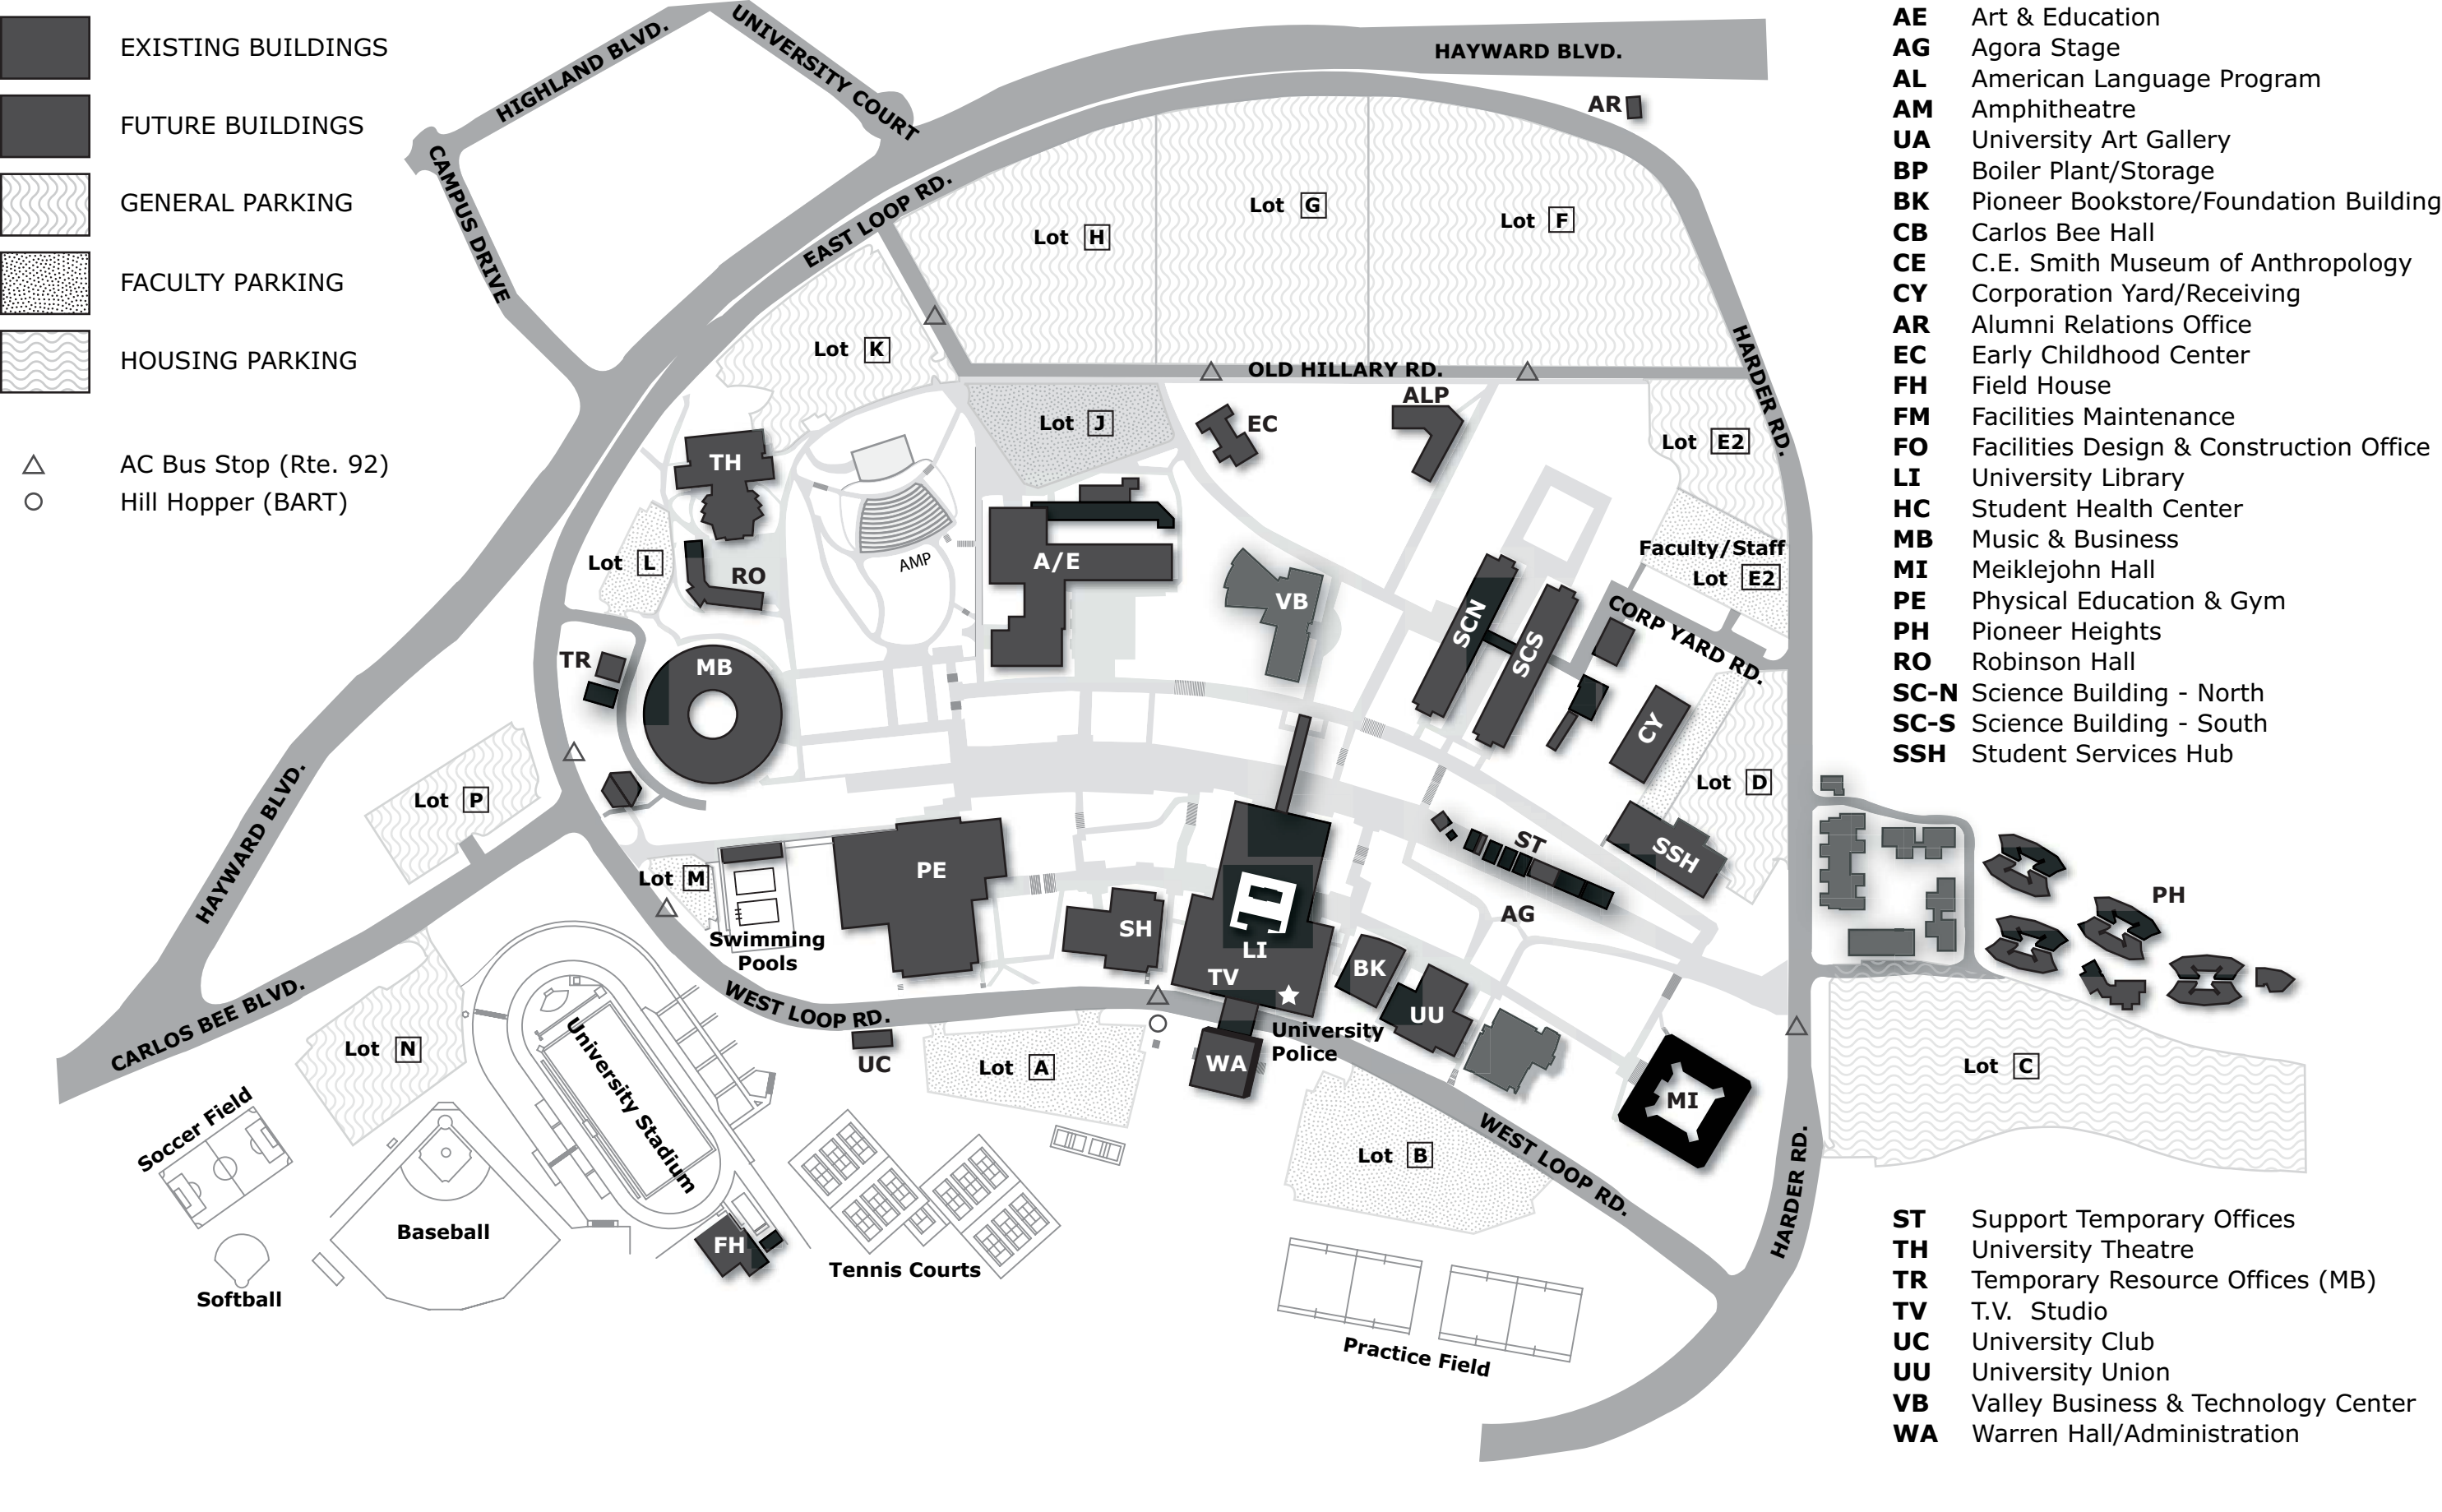 EXISTING BUILDINGS
FUTURE BUILDINGS
GENERAL PARKING
FACULTY PARKING
HOUSING PARKING
AC Bus Stop (Rte. 92)
Hill Hopper (BART)
HIGHLAND BLVD.
UNIVERSITY COURT
CAMPUS DRIVE
HAYWARD BLVD.
EAST LOOP RD.
AR
Lot H
Lot G
Lot F
Lot K
OLD HILLARY RD.
HARDER RD.
Lot J
EC
ALP
Lot E2
TH
Lot L
RO
AMP
A/E
VB
SCN
SCS
Faculty/Staff
Lot E2
CORP YARD RD.
TR
MB
CY
Lot D
Lot P
HAYWARD BLVD.
PE
Lot M
Swimming
Pools
SH
LI
TV
ST
SSH
AG
BK
UU
PH
WEST LOOP RD.
UC
Lot A
WA
University
Police
CARLOS BEE BLVD.
Lot N
University Stadium
Soccer Field
Baseball
Softball
FH
Tennis Courts
Lot B
WEST LOOP RD.
MI
Lot C
HARDER RD.
Practice Field
AE Art & Education
AG Agora Stage
AL American Language Program
AM Amphitheatre
UA University Art Gallery
BP Boiler Plant/Storage
BK Pioneer Bookstore/Foundation Building
CB Carlos Bee Hall
CE C.E. Smith Museum of Anthropology
CY Corporation Yard/Receiving
AR Alumni Relations Office
EC Early Childhood Center
FH Field House
FM Facilities Maintenance
FO Facilities Design & Construction Office
LI University Library
HC Student Health Center
MB Music & Business
MI Meiklejohn Hall
PE Physical Education & Gym
PH Pioneer Heights
RO Robinson Hall
SC-N Science Building - North
SC-S Science Building - South
SSH Student Services Hub
ST Support Temporary Offices
TH University Theatre
TR Temporary Resource Offices (MB)
TV T.V. Studio
UC University Club
UU University Union
VB Valley Business & Technology Center
WA Warren Hall/Administration